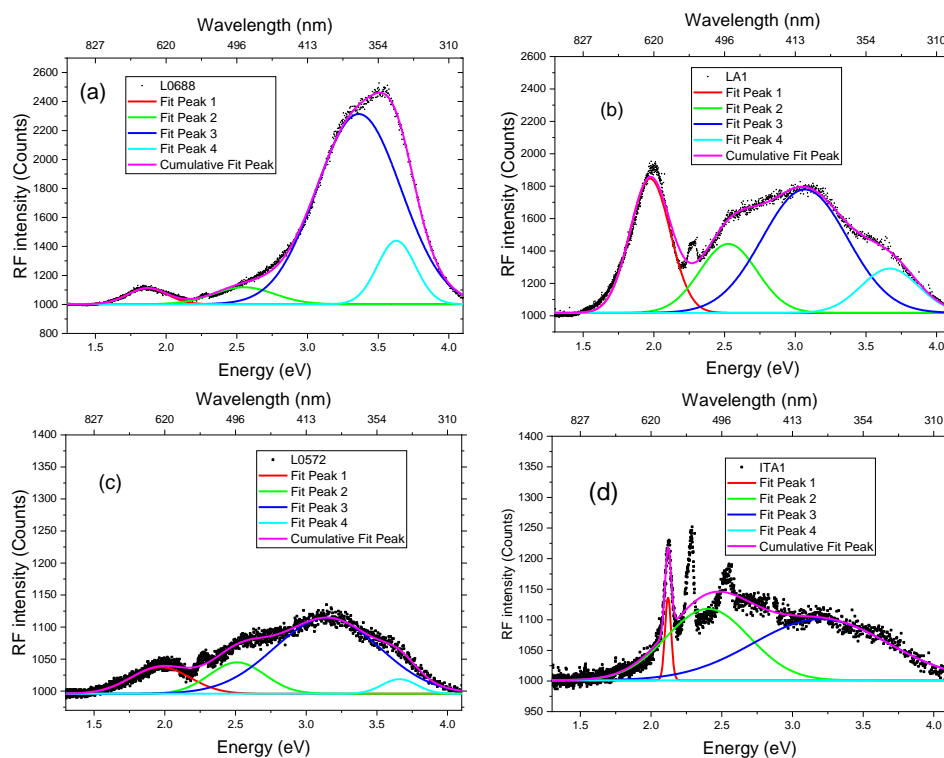 Wavelength (nm)
827 620 496 413 354 310
2600
2400
2200
2000
1800
1600
1400
1200
1000
800
RF intensity (Counts)
(a)
L0688
Fit Peak 1
Fit Peak 2
Fit Peak 3
Fit Peak 4
Cumulative Fit Peak
1.5 2.0 2.5 3.0 3.5 4.0
Energy (eV)
Wavelength (nm)
827 620 496 413 354 310
2600
2400
2200
2000
1800
1600
1400
1200
1000
RF intensity (Counts)
(b)
LA1
Fit Peak 1
Fit Peak 2
Fit Peak 3
Fit Peak 4
Cumulative Fit Peak
1.5 2.0 2.5 3.0 3.5 4.0
Energy (eV)
Wavelength (nm)
827 620 496 413 354 310
1400
1350
1300
1250
1200
1150
1100
1050
1000
RF intensity (Counts)
(c)
L0572
Fit Peak 1
Fit Peak 2
Fit Peak 3
Fit Peak 4
Cumulative Fit Peak
1.5 2.0 2.5 3.0 3.5 4.0
Energy (eV)
Wavelength (nm)
827 620 496 413 354 310
1400
1350
1300
1250
1200
1150
1100
1050
1000
950
RF intensity (Counts)
(d)
ITA1
Fit Peak 1
Fit Peak 2
Fit Peak 3
Fit Peak 4
Cumulative Fit Peak
1.5 2.0 2.5 3.0 3.5 4.0
Energy (eV)